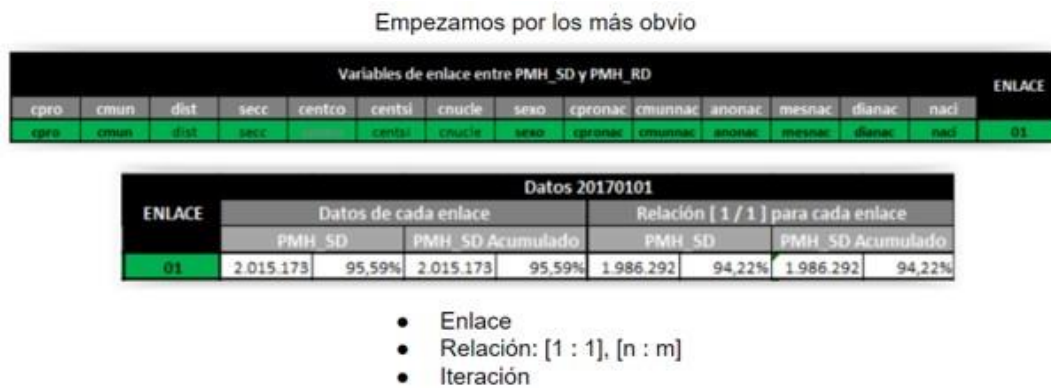 Empezamos por los más obvio
Variables de enlace entre PMH_SD y PMH_RD
ENLACE
cpro cmun dist secc centco centsi cnucle sexo cpronac cmunnac anonac mesnac dianac naci
cpro cmun dist secc centsi cnucle sexo cpronac cmunnac anonac mesnac dianac naci 01
Datos 20170101
ENLACE Datos de cada enlace Relación [ 1 / 1 ] para cada enlace
PMH_SD PMH_SD Acumulado PMH_SD PMH_SD Acumulado
01 2.015.173 95,59% 2.015.173 95,59% 1.986.292 94,22% 1.986.292 94,22%
● Enlace
● Relación: [1 : 1], [n : m]
● Iteración